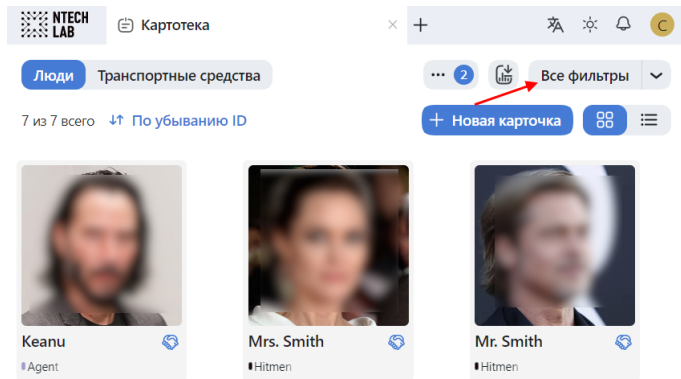 NTECH LAB
Картотека
C
Люди Транспортные средства
2 Все фильтры
7 из 7 всего По убыванию ID
+ Новая карточка
Keanu Mrs. Smith Mr. Smith
Agent Hitmen Hitmen